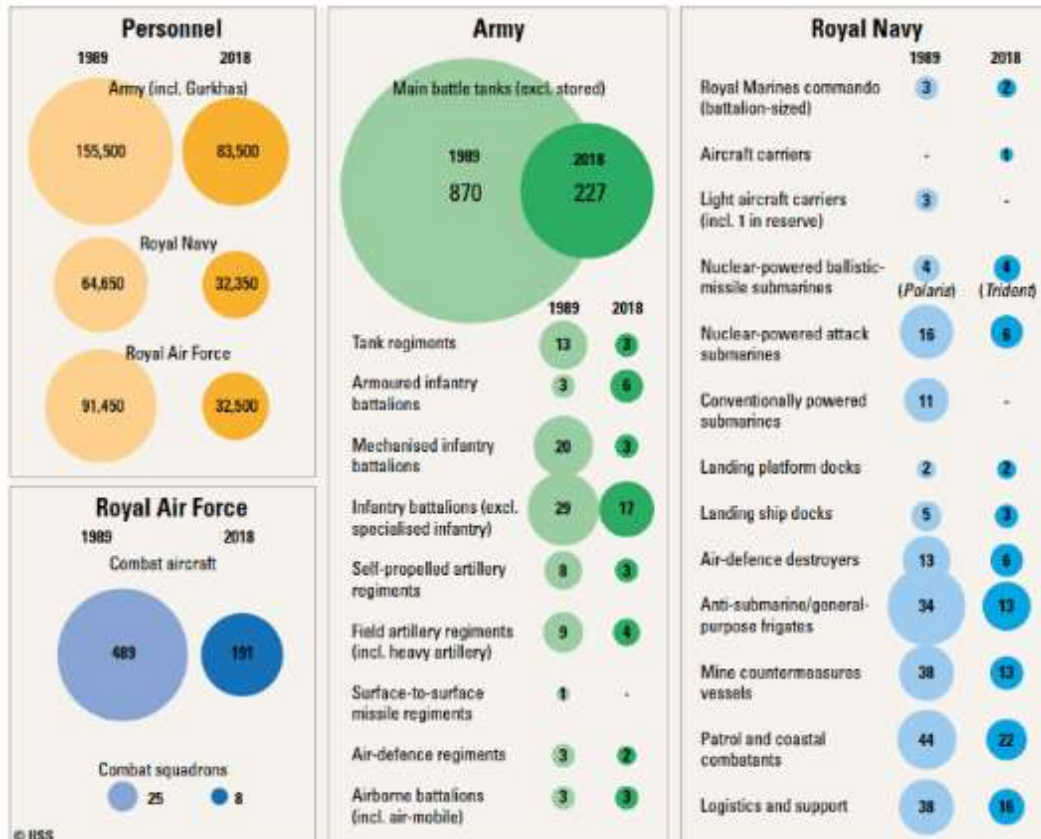 Personnel
1989 2018
Army (incl. Gurkhas)
155,500 83,500
Royal Navy
64,650 32,350
Royal Air Force
91,450 32,500
Royal Air Force
1989 2018
Combat aircraft
489 191
Combat squadrons
25 8
© IISS
Army
Main battle tanks (excl. stored)
1989 2018
870 227
1989 2018
Tank regiments 13 3
Armoured infantry
battalions 3 6
Mechanised infantry
battalions 20 3
Infantry battalions (excl.
specialised infantry) 29 17
Self-propelled artillery
regiments 8 3
Field artillery regiments
(incl. heavy artillery) 9 4
Surface-to-surface
missile regiments 1 -
Air-defence regiments 3 2
Airborne battalions
(incl. air-mobile) 3 3
Royal Navy
1989 2018
Royal Marines commando
(battalion-sized) 3 2
Aircraft carriers - 1
Light aircraft carriers
(incl. 1 in reserve) 3 -
Nuclear-powered ballistic-
missile submarines 4 (Polaris) 4 (Trident)
Nuclear-powered attack
submarines 16 6
Conventionally powered
submarines 11 -
Landing platform docks 2 2
Landing ship docks 5 3
Air-defence destroyers 13 6
Anti-submarine/general-
purpose frigates 34 13
Mine countermeasures
vessels 38 13
Patrol and coastal
combatants 44 22
Logistics and support 38 16